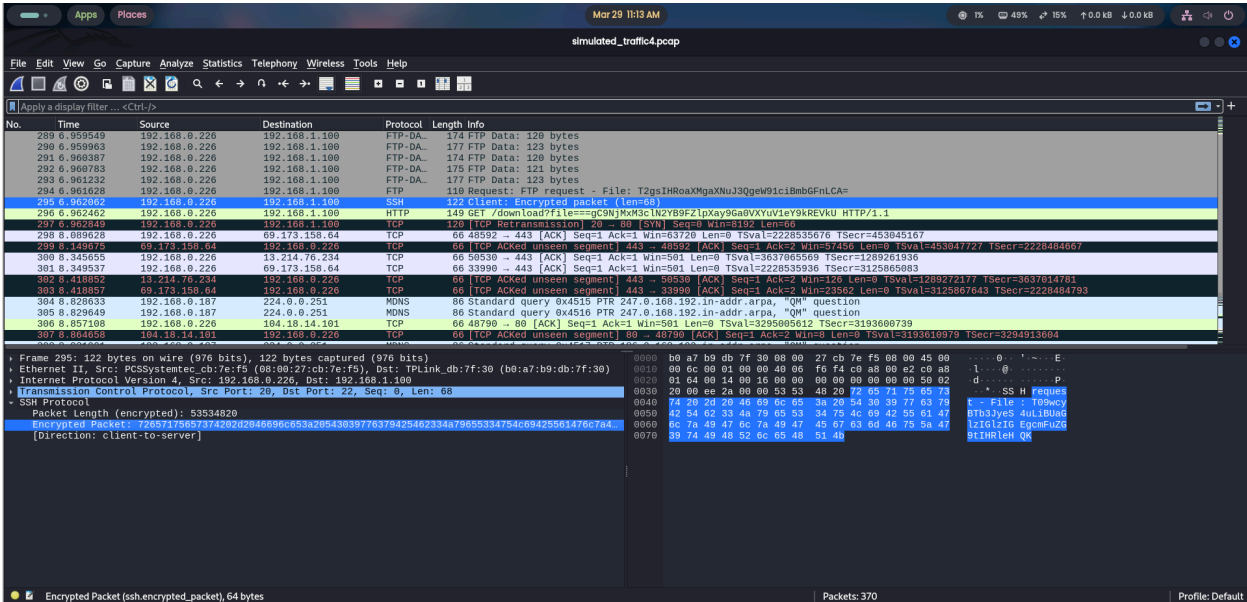 Apps Places Mar 29 11:13 AM 1% 49% 15% ↑0.0 kB ↓0.0 kB
simulated_traffic4.pcap
File Edit View Go Capture Analyze Statistics Telephony Wireless Tools Help
Apply a display filter … <Ctrl-/>
No. Time Source Destination Protocol Length Info
289 6.959549 192.168.0.226 192.168.1.100 FTP-DA… 174 FTP Data: 120 bytes
290 6.959963 192.168.0.226 192.168.1.100 FTP-DA… 177 FTP Data: 123 bytes
291 6.960387 192.168.0.226 192.168.1.100 FTP-DA… 174 FTP Data: 120 bytes
292 6.960783 192.168.0.226 192.168.1.100 FTP-DA… 175 FTP Data: 121 bytes
293 6.961232 192.168.0.226 192.168.1.100 FTP-DA… 177 FTP Data: 123 bytes
294 6.961628 192.168.0.226 192.168.1.100 FTP 110 Request: FTP request - File: T2gsIHRoaXMgaXNuJ3QgeW91ciBmbGFnLCA=
295 6.962062 192.168.0.226 192.168.1.100 SSH 122 Client: Encrypted packet (len=68)
296 6.962462 192.168.0.226 192.168.1.100 HTTP 149 GET /download?file===gC9NjMxM3clN2YB9FZlpXay9Ga0VXYuV1eY9kREVkU HTTP/1.1
297 6.962849 192.168.0.226 192.168.1.100 TCP 120 [TCP Retransmission] 20 → 80 [SYN] Seq=0 Win=8192 Len=66
298 8.089628 192.168.0.226 69.173.158.64 TCP 66 48592 → 443 [ACK] Seq=1 Ack=1 Win=63720 Len=0 TSval=2228535676 TSecr=453045167
299 8.149675 69.173.158.64 192.168.0.226 TCP 66 [TCP ACKed unseen segment] 443 → 48592 [ACK] Seq=1 Ack=2 Win=57456 Len=0 TSval=453047727 TSecr=2228484667
300 8.345655 192.168.0.226 13.214.76.234 TCP 66 50530 → 443 [ACK] Seq=1 Ack=1 Win=501 Len=0 TSval=3637065569 TSecr=1289261936
301 8.349537 192.168.0.226 69.173.158.64 TCP 66 33990 → 443 [ACK] Seq=1 Ack=1 Win=501 Len=0 TSval=2228535936 TSecr=3125865083
302 8.418852 13.214.76.234 192.168.0.226 TCP 66 [TCP ACKed unseen segment] 443 → 50530 [ACK] Seq=1 Ack=2 Win=126 Len=0 TSval=1289272177 TSecr=3637014781
303 8.418857 69.173.158.64 192.168.0.226 TCP 66 [TCP ACKed unseen segment] 443 → 33990 [ACK] Seq=1 Ack=2 Win=23562 Len=0 TSval=3125867643 TSecr=2228484793
304 8.828633 192.168.0.187 224.0.0.251 MDNS 86 Standard query 0x4515 PTR 247.0.168.192.in-addr.arpa, "QM" question
305 8.829649 192.168.0.187 224.0.0.251 MDNS 86 Standard query 0x4516 PTR 247.0.168.192.in-addr.arpa, "QM" question
306 8.857108 192.168.0.226 104.18.14.101 TCP 66 48790 → 80 [ACK] Seq=1 Ack=1 Win=501 Len=0 TSval=3295005612 TSecr=3193600739
307 8.864658 104.18.14.101 192.168.0.226 TCP 66 [TCP ACKed unseen segment] 80 → 48790 [ACK] Seq=1 Ack=2 Win=8 Len=0 TSval=3193610979 TSecr=3294913604
Frame 295: 122 bytes on wire (976 bits), 122 bytes captured (976 bits)
Ethernet II, Src: PCSSystemtec_cb:7e:f5 (08:00:27:cb:7e:f5), Dst: TPLink_db:7f:30 (b0:a7:b9:db:7f:30)
Internet Protocol Version 4, Src: 192.168.0.226, Dst: 192.168.1.100
Transmission Control Protocol, Src Port: 20, Dst Port: 22, Seq: 0, Len: 68
SSH Protocol
Packet Length (encrypted): 53534820
Encrypted Packet: 72657175657374202d2046696c653a205430397763794254623​34a79655334754c69425561476c7a4…
[Direction: client-to-server]
0000 b0 a7 b9 db 7f 30 08 00 27 cb 7e f5 08 00 45 00 ·····0·· '·~···E·
0010 00 6c 00 01 00 00 40 06 f6 f4 c0 a8 00 e2 c0 a8 ·l····@· ········
0020 01 64 00 14 00 16 00 00 00 00 00 00 00 00 50 02 ·d······ ······P·
0030 20 00 ee 2a 00 00 53 53 48 20 72 65 71 75 65 73 ··*··SS H reques
0040 74 20 2d 20 46 69 6c 65 3a 20 54 30 39 77 63 79 t - File : T09wcy
0050 42 54 62 33 4a 79 65 53 34 75 4c 69 42 55 61 47 BTb3JyeS 4uLiBUaG
0060 6c 7a 49 47 6c 7a 49 47 45 67 63 6d 46 75 5a 47 lzIGlzIG EgcmFuZG
0070 39 74 49 48 52 6c 65 48 51 4b 9tIHRleH QK
Encrypted Packet (ssh.encrypted_packet), 64 bytes Packets: 370 Profile: Default